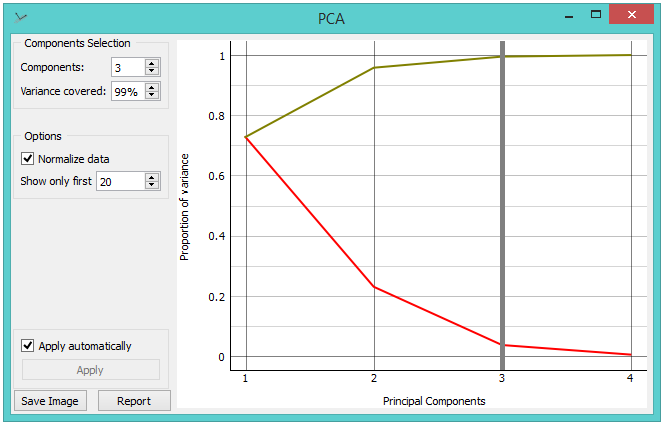 PCA
Components Selection
Components: 3
Variance covered: 99%
Options
Normalize data
Show only first 20
Apply automatically
Apply
Save Image Report
Proportion of variance
1
0.8
0.6
0.4
0.2
0
1 2 3 4
Principal Components